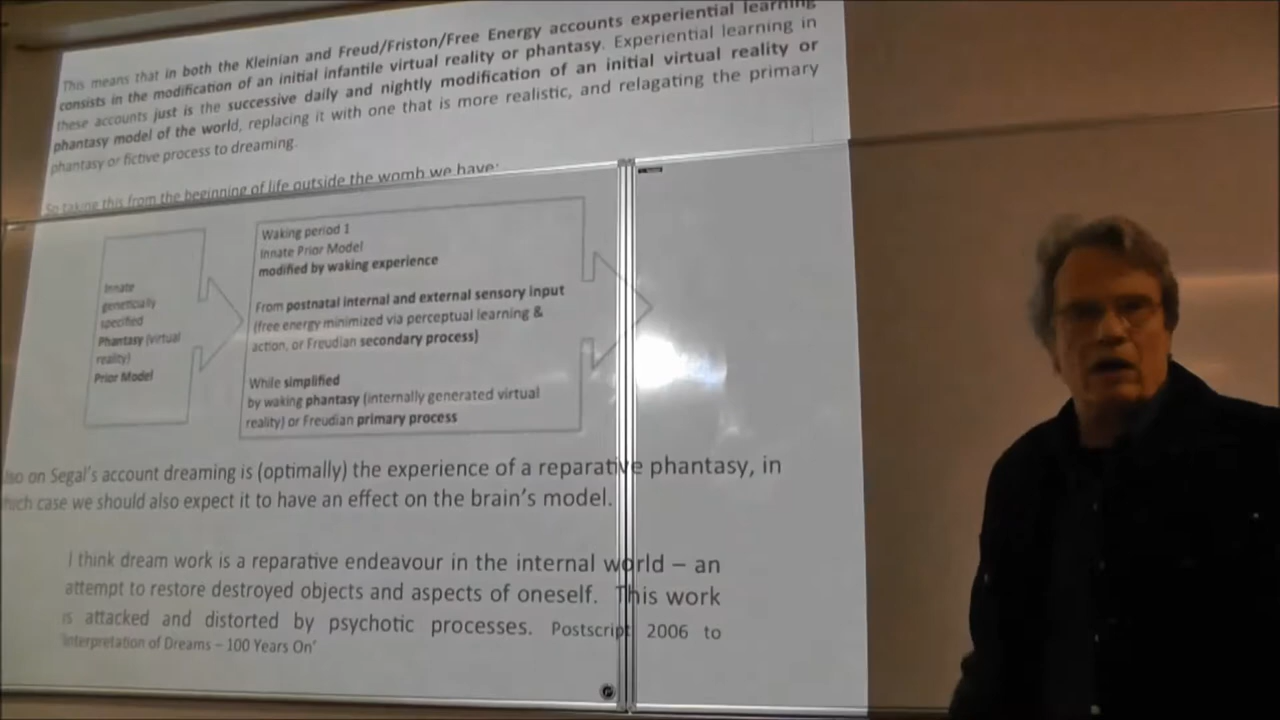 This means that in both the Kleinian and Freud/Friston/Free Energy accounts experiential learning
consists in the modification of an initial infantile virtual reality or phantasy. Experiential learning in
these accounts just is the successive daily and nightly modification of an initial virtual reality or
phantasy model of the world, replacing it with one that is more realistic, and relagating the primary
phantasy or fictive process to dreaming.
So taking this from the beginning of life outside the womb we have:
Innate
genetically
specified
Phantasy (virtual
reality)
Prior Model
Waking period 1
Innate Prior Model
modified by waking experience
From postnatal internal and external sensory input
(free energy minimized via perceptual learning &
action, or Freudian secondary process)
While simplified
by waking phantasy (internally generated virtual
reality) or Freudian primary process
on Segal's account dreaming is (optimally) the experience of a reparative phantasy, in
case we should also expect it to have an effect on the brain's model.
I think dream work is a reparative endeavour in the internal world – an
attempt to restore destroyed objects and aspects of oneself. This work
is attacked and distorted by psychotic processes. Postscript 2006 to
'Interpretation of Dreams – 100 Years On'